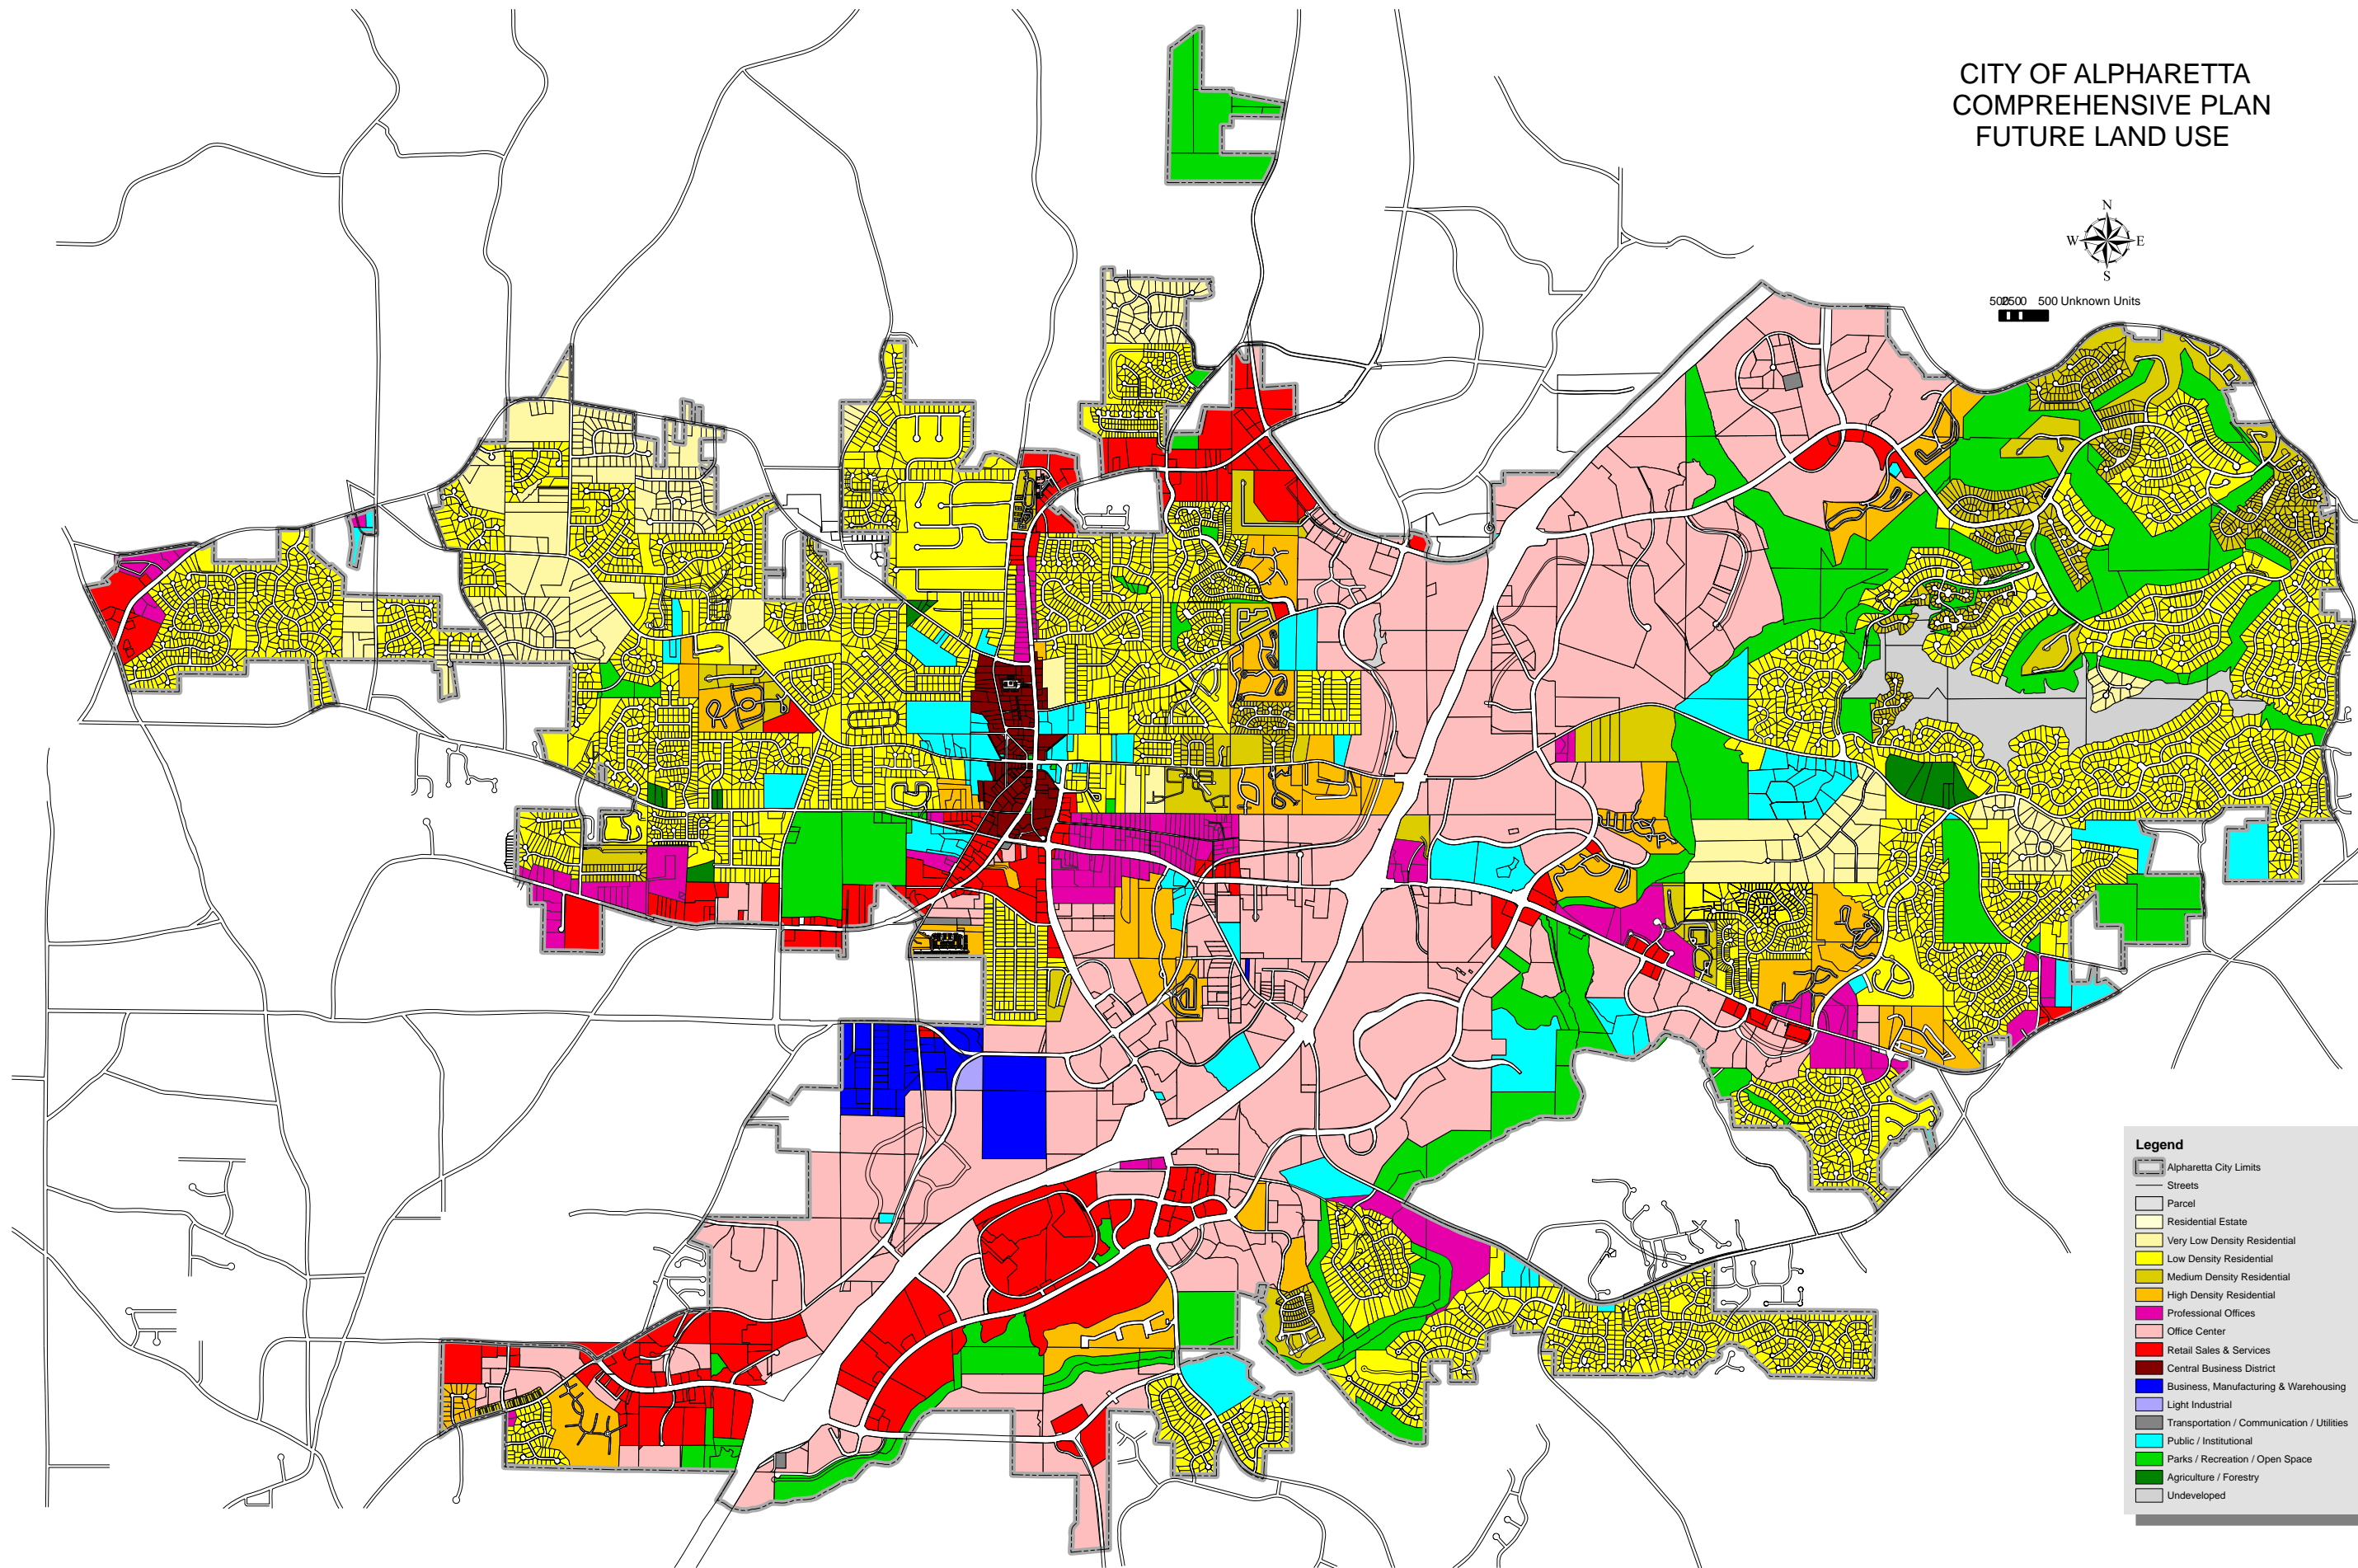 CITY OF ALPHARETTA
COMPREHENSIVE PLAN
FUTURE LAND USE
N
W E
S
500 Unknown Units
Legend
Alpharetta City Limits
Streets
Parcel
Residential Estate
Very Low Density Residential
Low Density Residential
Medium Density Residential
High Density Residential
Professional Offices
Office Center
Retail Sales & Services
Central Business District
Business, Manufacturing & Warehousing
Light Industrial
Transportation / Communication / Utilities
Public / Institutional
Parks / Recreation / Open Space
Agriculture / Forestry
Undeveloped